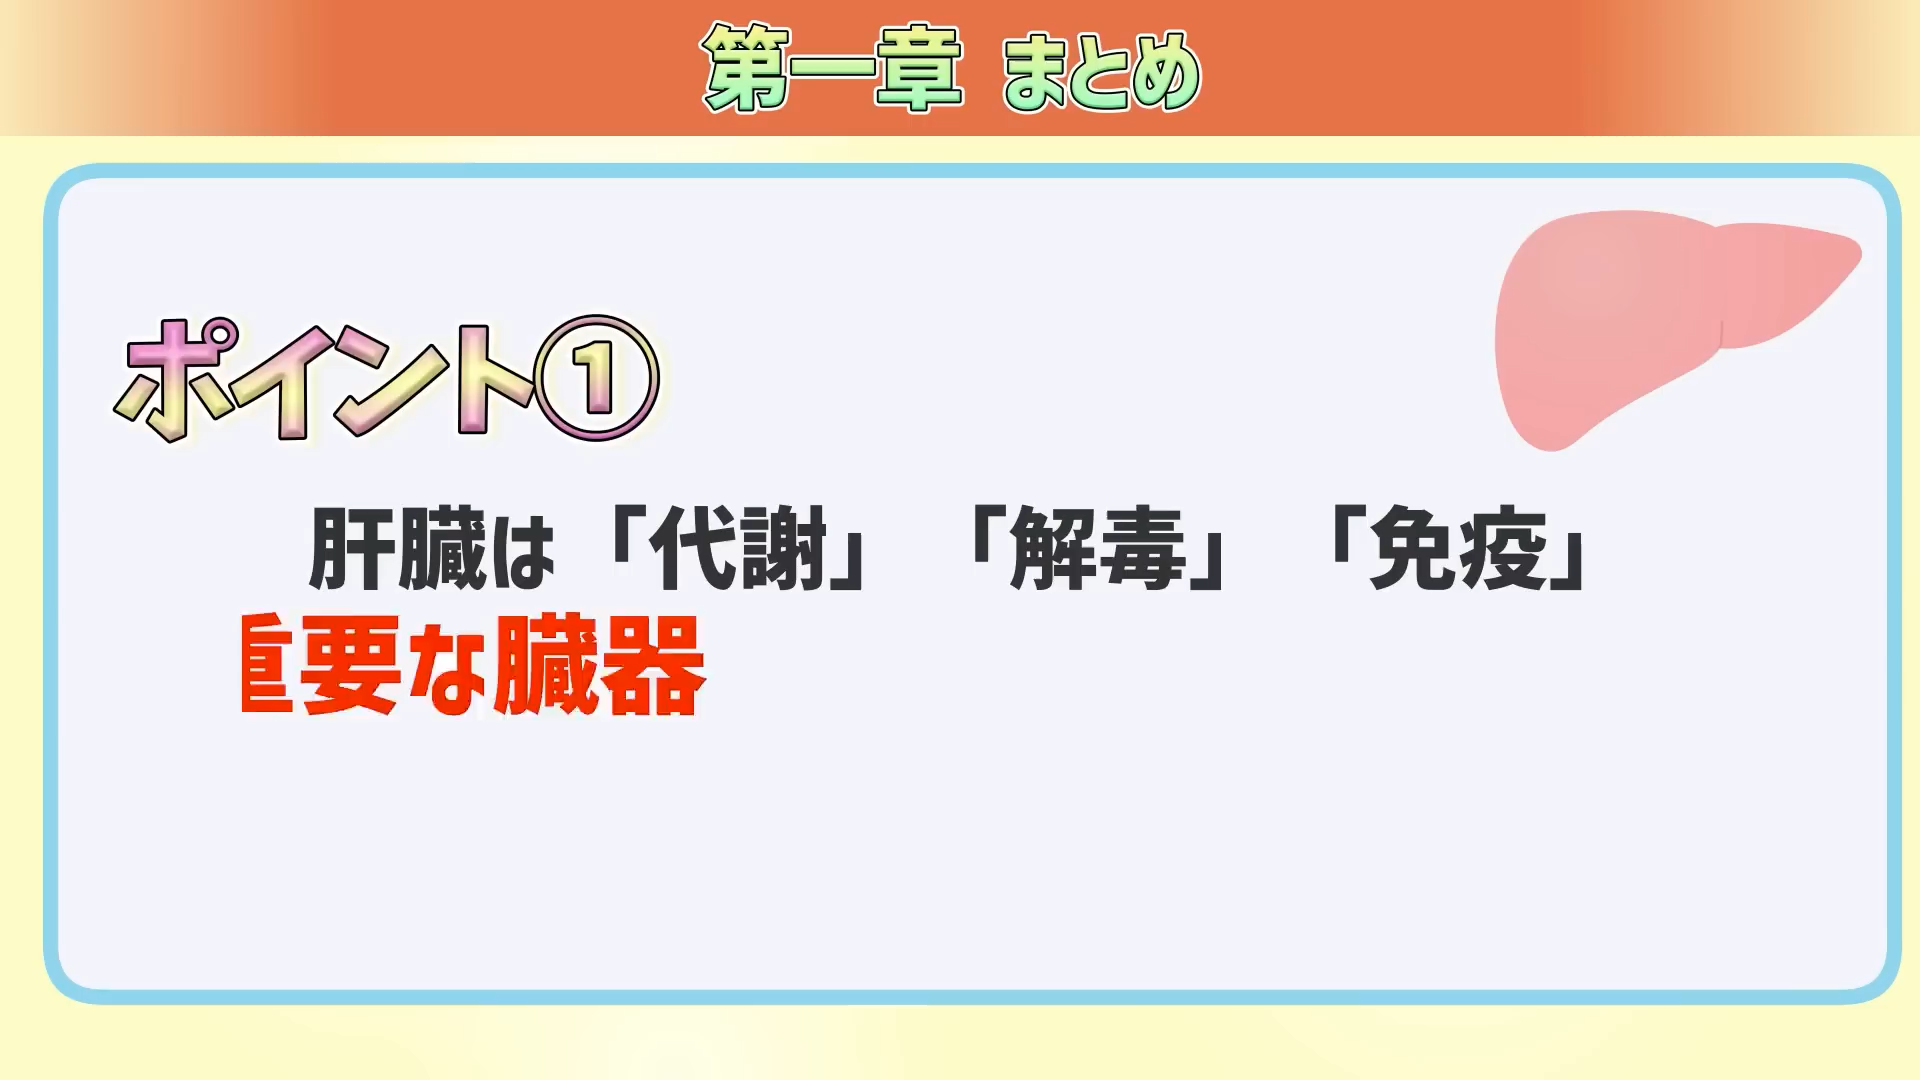 第一章 まとめ
ポイント①
肝臓は「代謝」「解毒」「免疫」
重要な臓器